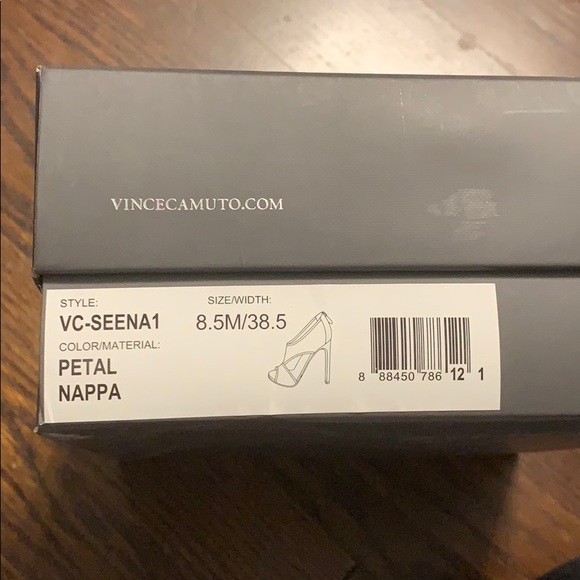 VINCECAMUTO.COM
STYLE: SIZE/WIDTH:
VC-SEENA1 8.5M/38.5
COLOR/MATERIAL:
PETAL
NAPPA
8 88450 786 12 1